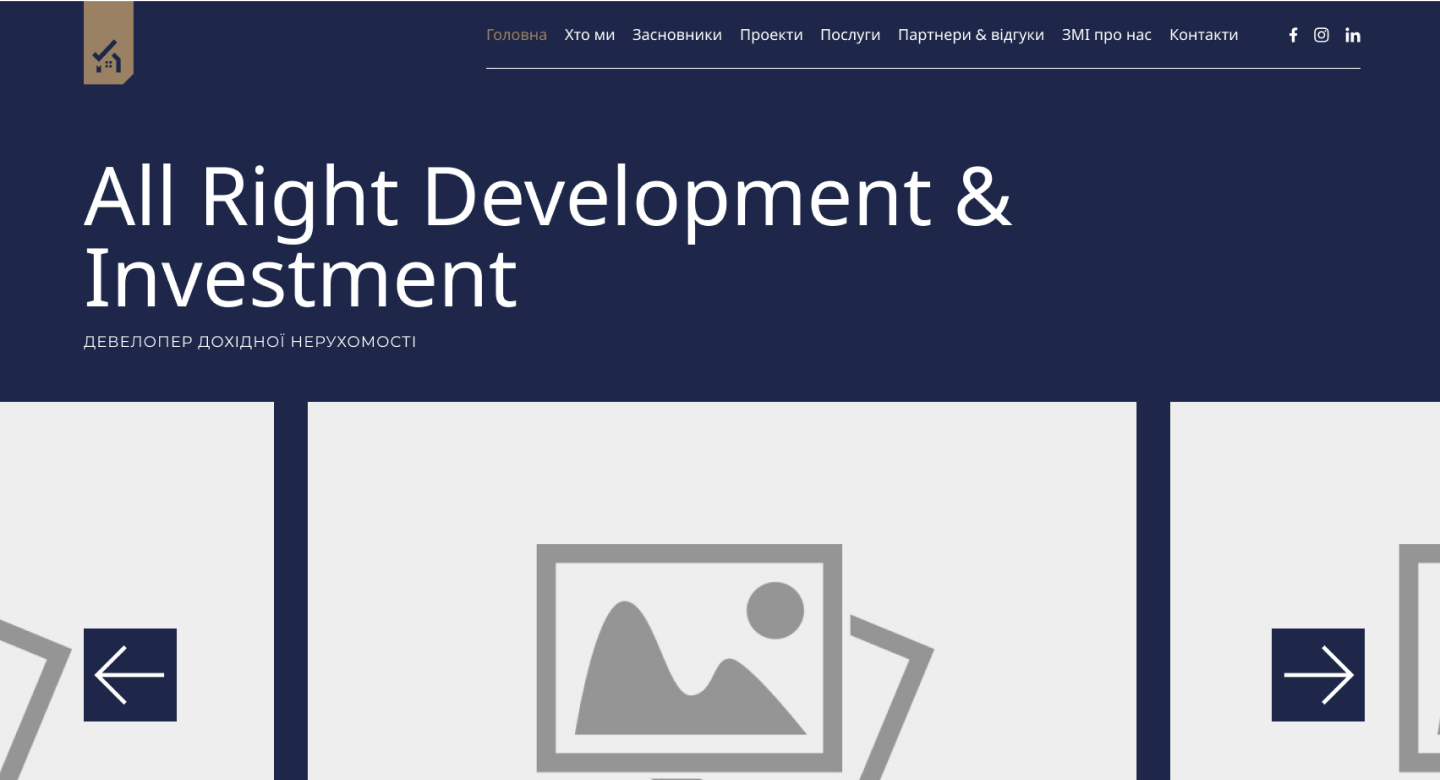 Головна Хто ми Засновники Проекти Послуги Партнери & відгуки ЗМІ про нас Контакти
All Right Development &
Investment
ДЕВЕЛОПЕР ДОХІДНОЇ НЕРУХОМОСТІ